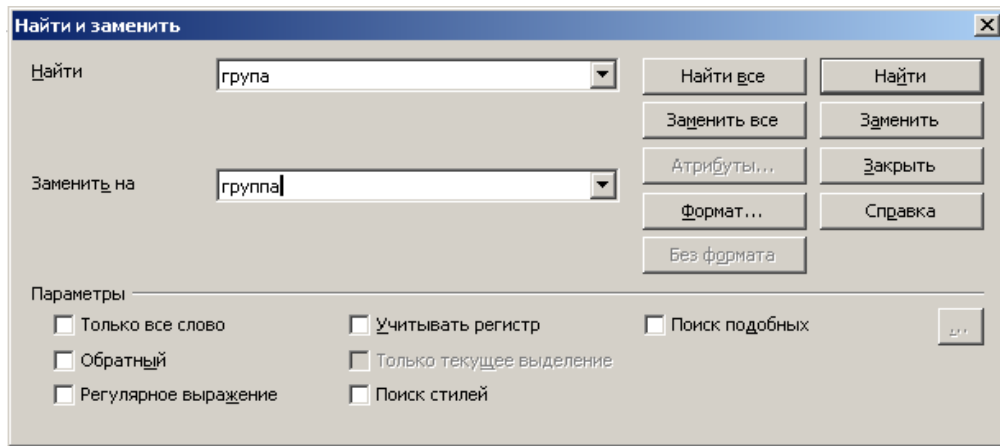 Найти и заменить
Найти
група
Найти все
Найти
Заменить все
Заменить
Заменить на
группа
Атрибуты...
Закрыть
Формат...
Справка
Без формата
Параметры
Только все слово
Учитывать регистр
Поиск подобных
...
Обратный
Только текущее выделение
Регулярное выражение
Поиск стилей